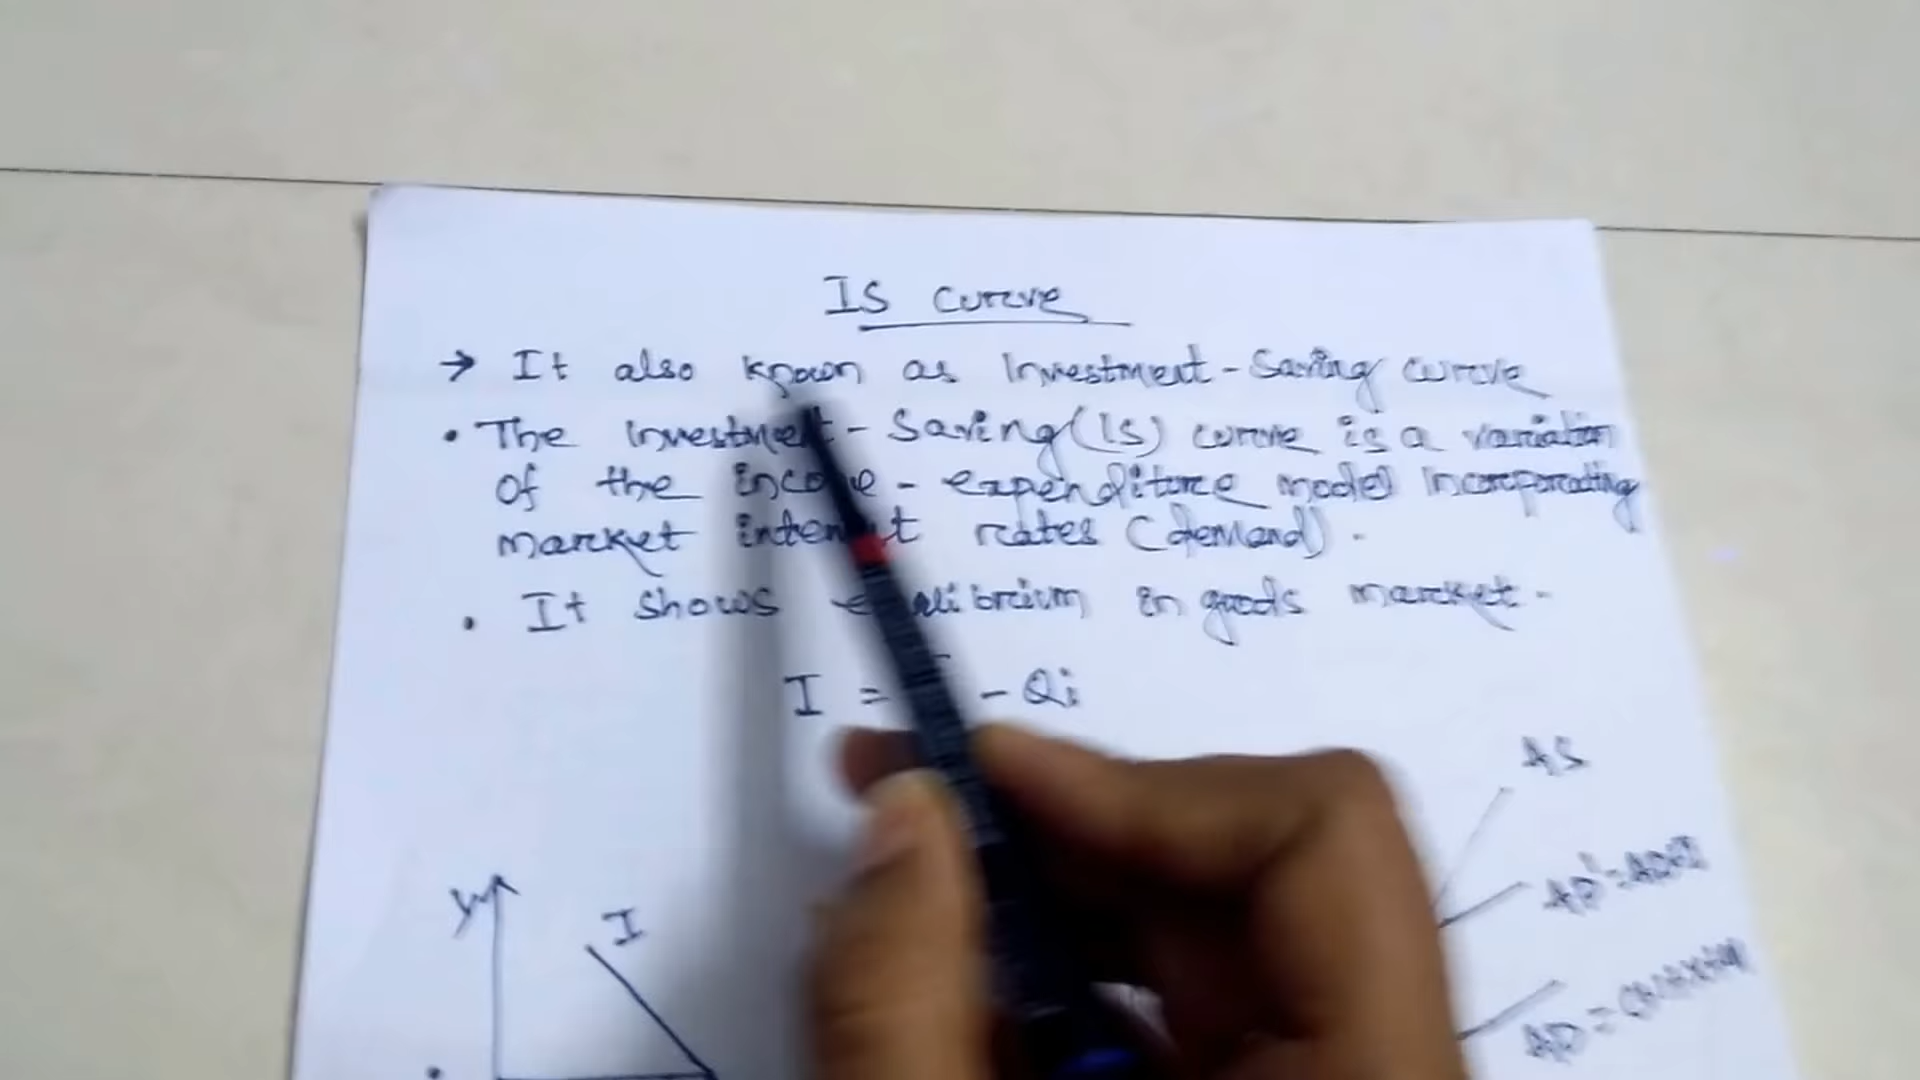 IS curve
→ It also known as Investment-Saving curve
• The Investment-Saving (IS) curve is a variation
of the income-expenditure model incorporating
market interest rates (demand).
• It shows equilibrium in goods market.
I = - Qi
AS
y
I
AD =